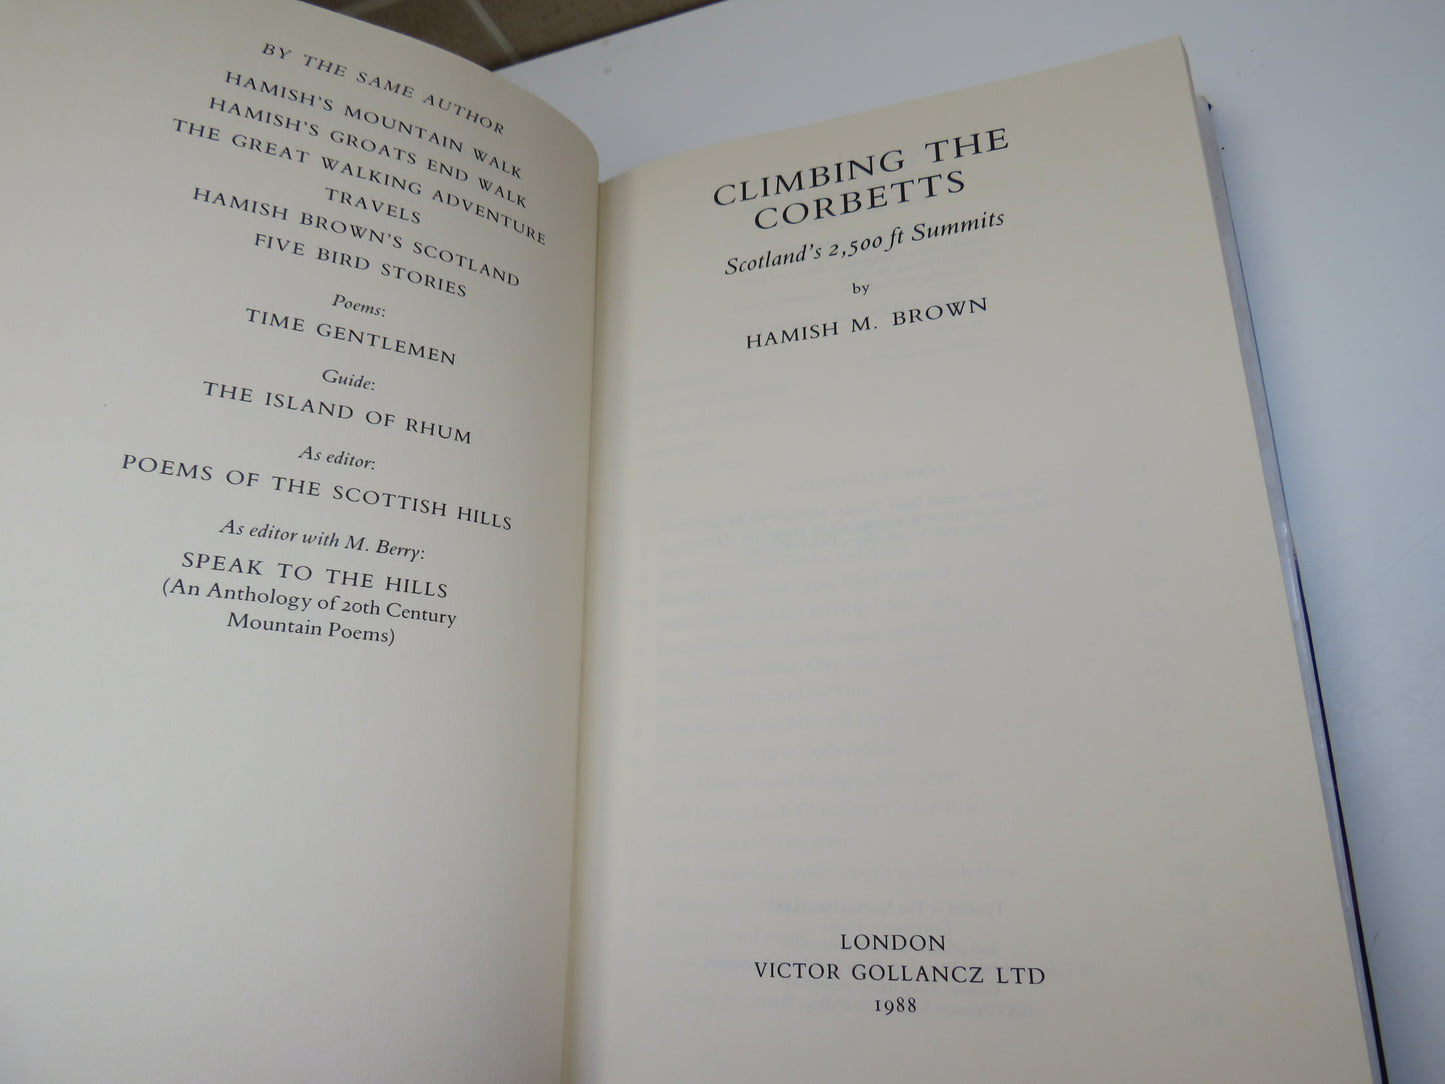 BY THE SAME AUTHOR
HAMISH'S MOUNTAIN WALK
HAMISH'S GROATS END WALK
THE GREAT WALKING ADVENTURE
TRAVELS
HAMISH BROWN'S SCOTLAND
FIVE BIRD STORIES
Poems:
TIME GENTLEMEN
Guide:
THE ISLAND OF RHUM
As editor:
POEMS OF THE SCOTTISH HILLS
As editor with M. Berry:
SPEAK TO THE HILLS
(An Anthology of 20th Century
Mountain Poems)
CLIMBING THE
CORBETTS
Scotland's 2,500 ft Summits
by
HAMISH M. BROWN
LONDON
VICTOR GOLLANCZ LTD
1988